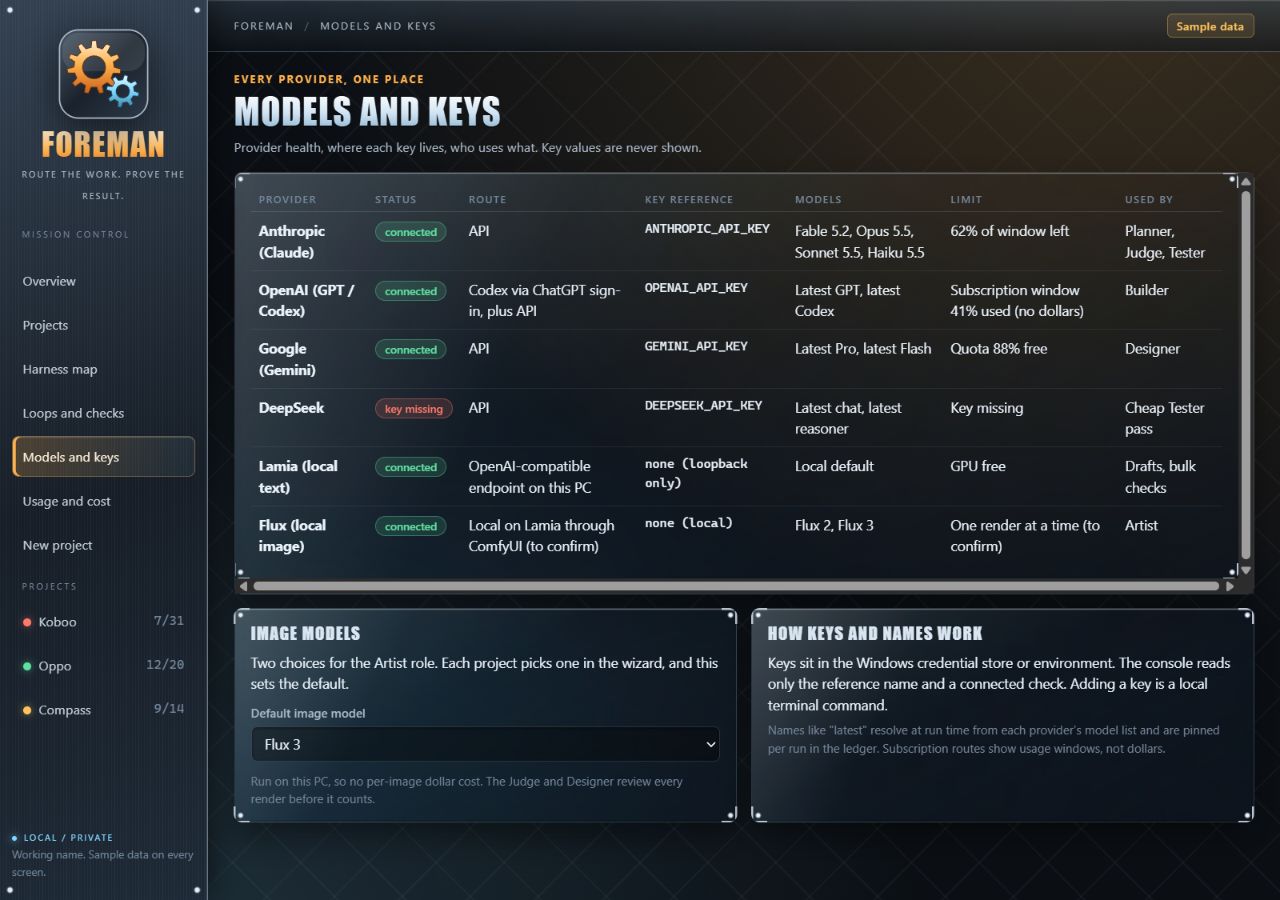 FOREMAN
ROUTE THE WORK. PROVE THE
RESULT.
MISSION CONTROL
Overview
Projects
Harness map
Loops and checks
Models and keys
Usage and cost
New project
PROJECTS
Koboo 7/31
Oppo 12/20
Compass 9/14
LOCAL / PRIVATE
Working name. Sample data on every
screen.
FOREMAN / MODELS AND KEYS
Sample data
EVERY PROVIDER, ONE PLACE
MODELS AND KEYS
Provider health, where each key lives, who uses what. Key values are never shown.
PROVIDER STATUS ROUTE KEY REFERENCE MODELS LIMIT USED BY
Anthropic connected API ANTHROPIC_API_KEY Fable 5.2, Opus 5.5, 62% of window left Planner,
(Claude) Sonnet 5.5, Haiku 5.5 Judge, Tester
OpenAI (GPT / connected Codex via ChatGPT sign- OPENAI_API_KEY Latest GPT, latest Subscription window Builder
Codex) in, plus API Codex 41% used (no dollars)
Google connected API GEMINI_API_KEY Latest Pro, latest Flash Quota 88% free Designer
(Gemini)
DeepSeek key missing API DEEPSEEK_API_KEY Latest chat, latest Key missing Cheap Tester
reasoner pass
Lamia (local connected OpenAI-compatible none (loopback Local default GPU free Drafts, bulk
text) endpoint on this PC only) checks
Flux (local connected Local on Lamia through none (local) Flux 2, Flux 3 One render at a time (to Artist
image) ComfyUI (to confirm) confirm)
IMAGE MODELS
Two choices for the Artist role. Each project picks one in the wizard, and this
sets the default.
Default image model
Flux 3
Run on this PC, so no per-image dollar cost. The Judge and Designer review every
render before it counts.
HOW KEYS AND NAMES WORK
Keys sit in the Windows credential store or environment. The console reads
only the reference name and a connected check. Adding a key is a local
terminal command.
Names like "latest" resolve at run time from each provider's model list and are pinned
per run in the ledger. Subscription routes show usage windows, not dollars.